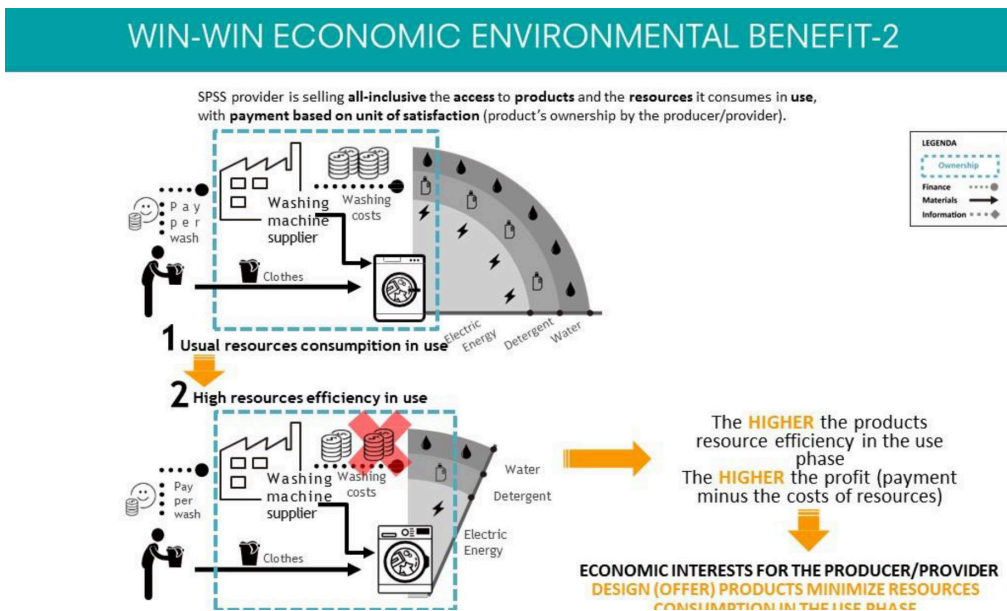 WIN-WIN ECONOMIC ENVIRONMENTAL BENEFIT-2
SPSS provider is selling all-inclusive the access to products and the resources it consumes in use,
with payment based on unit of satisfaction (product's ownership by the producer/provider).
LEGENDA
Ownership
Finance
Materials
Information
Pay
per
wash
Washing
machine
supplier
Washing
costs
Clothes
Electric
Energy
Detergent
Water
1 Usual resources consumpition in use
2 High resources efficiency in use
Pay
per
wash
Washing
machine
supplier
Washing
costs
Clothes
Water
Detergent
Electric
Energy
The HIGHER the products
resource efficiency in the use
phase
The HIGHER the profit (payment
minus the costs of resources)
ECONOMIC INTERESTS FOR THE PRODUCER/PROVIDER
DESIGN (OFFER) PRODUCTS MINIMIZE RESOURCES
CONSUMPTION IN THE USE PHASE